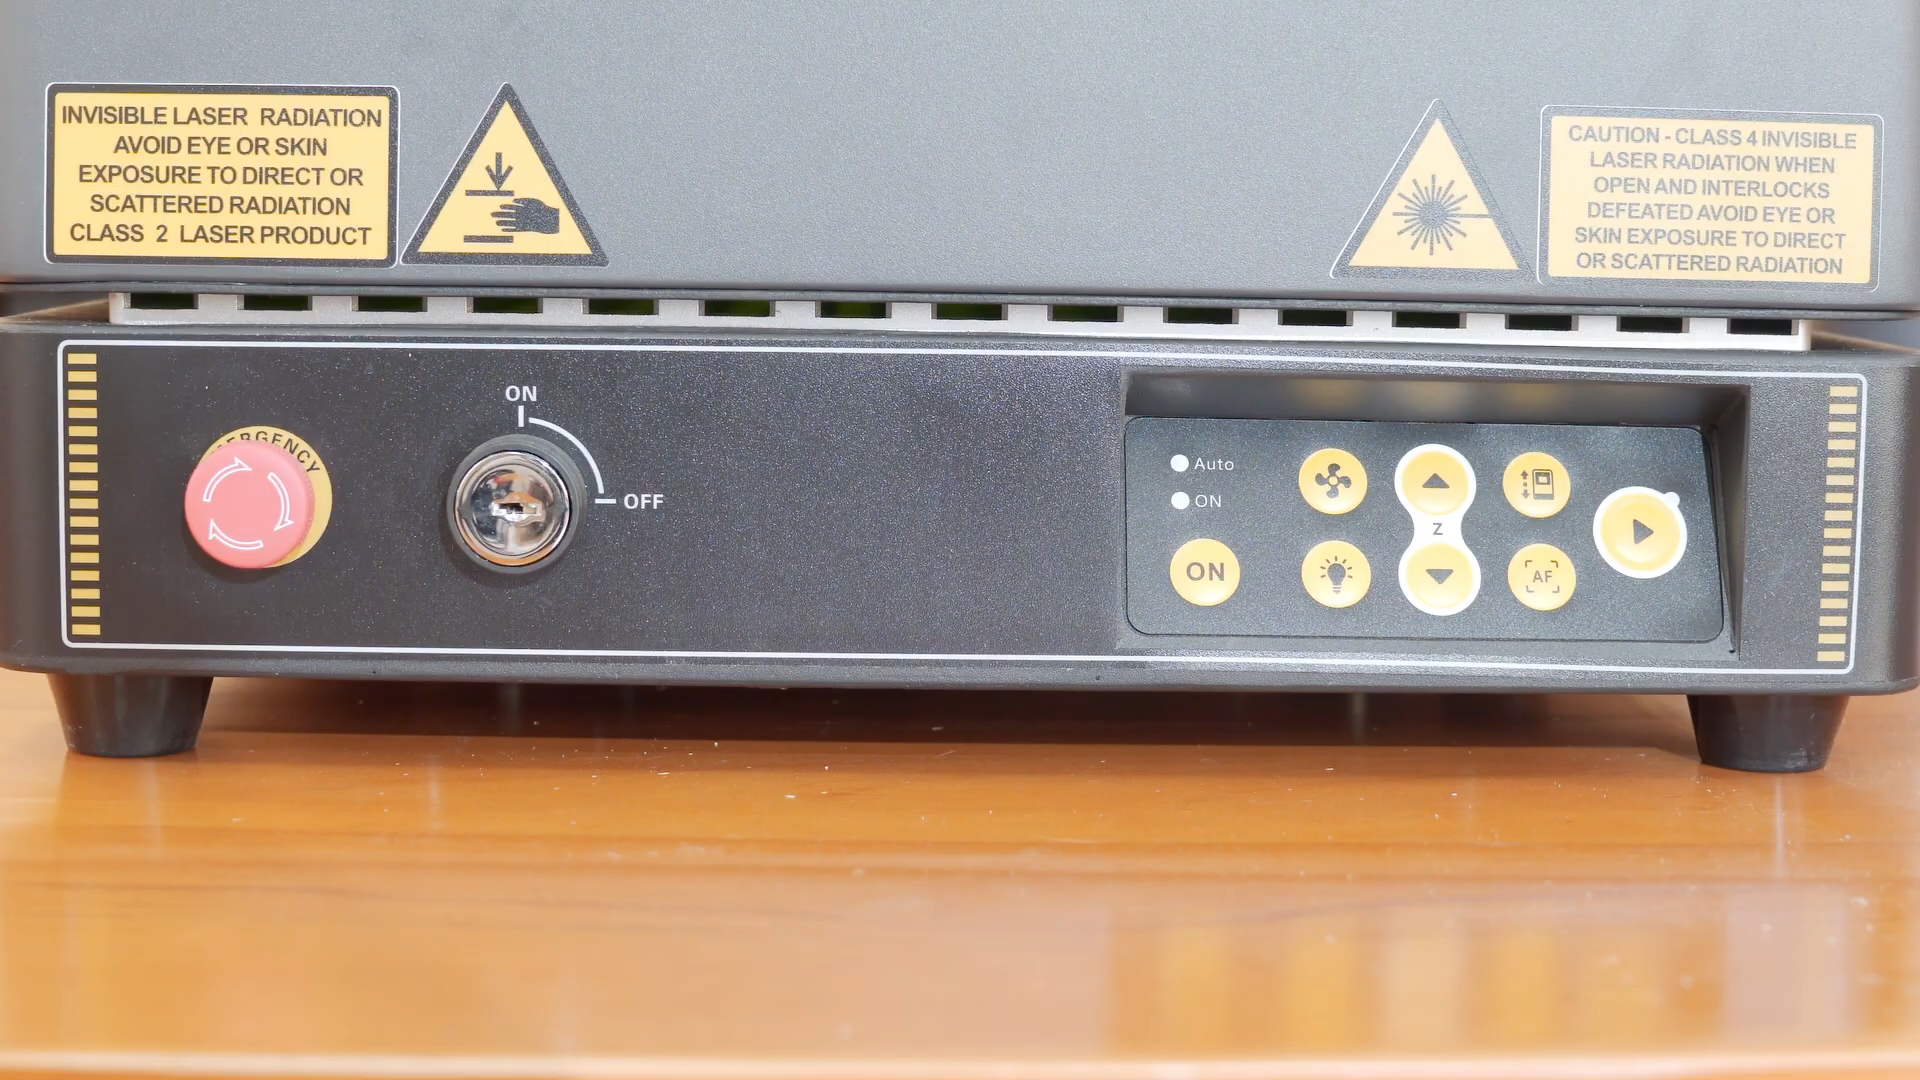 INVISIBLE LASER RADIATION
AVOID EYE OR SKIN
EXPOSURE TO DIRECT OR
SCATTERED RADIATION
CLASS 2 LASER PRODUCT
CAUTION - CLASS 4 INVISIBLE
LASER RADIATION WHEN
OPEN AND INTERLOCKS
DEFEATED AVOID EYE OR
SKIN EXPOSURE TO DIRECT
OR SCATTERED RADIATION
ON
OFF
Auto
ON
ON
Z
AF